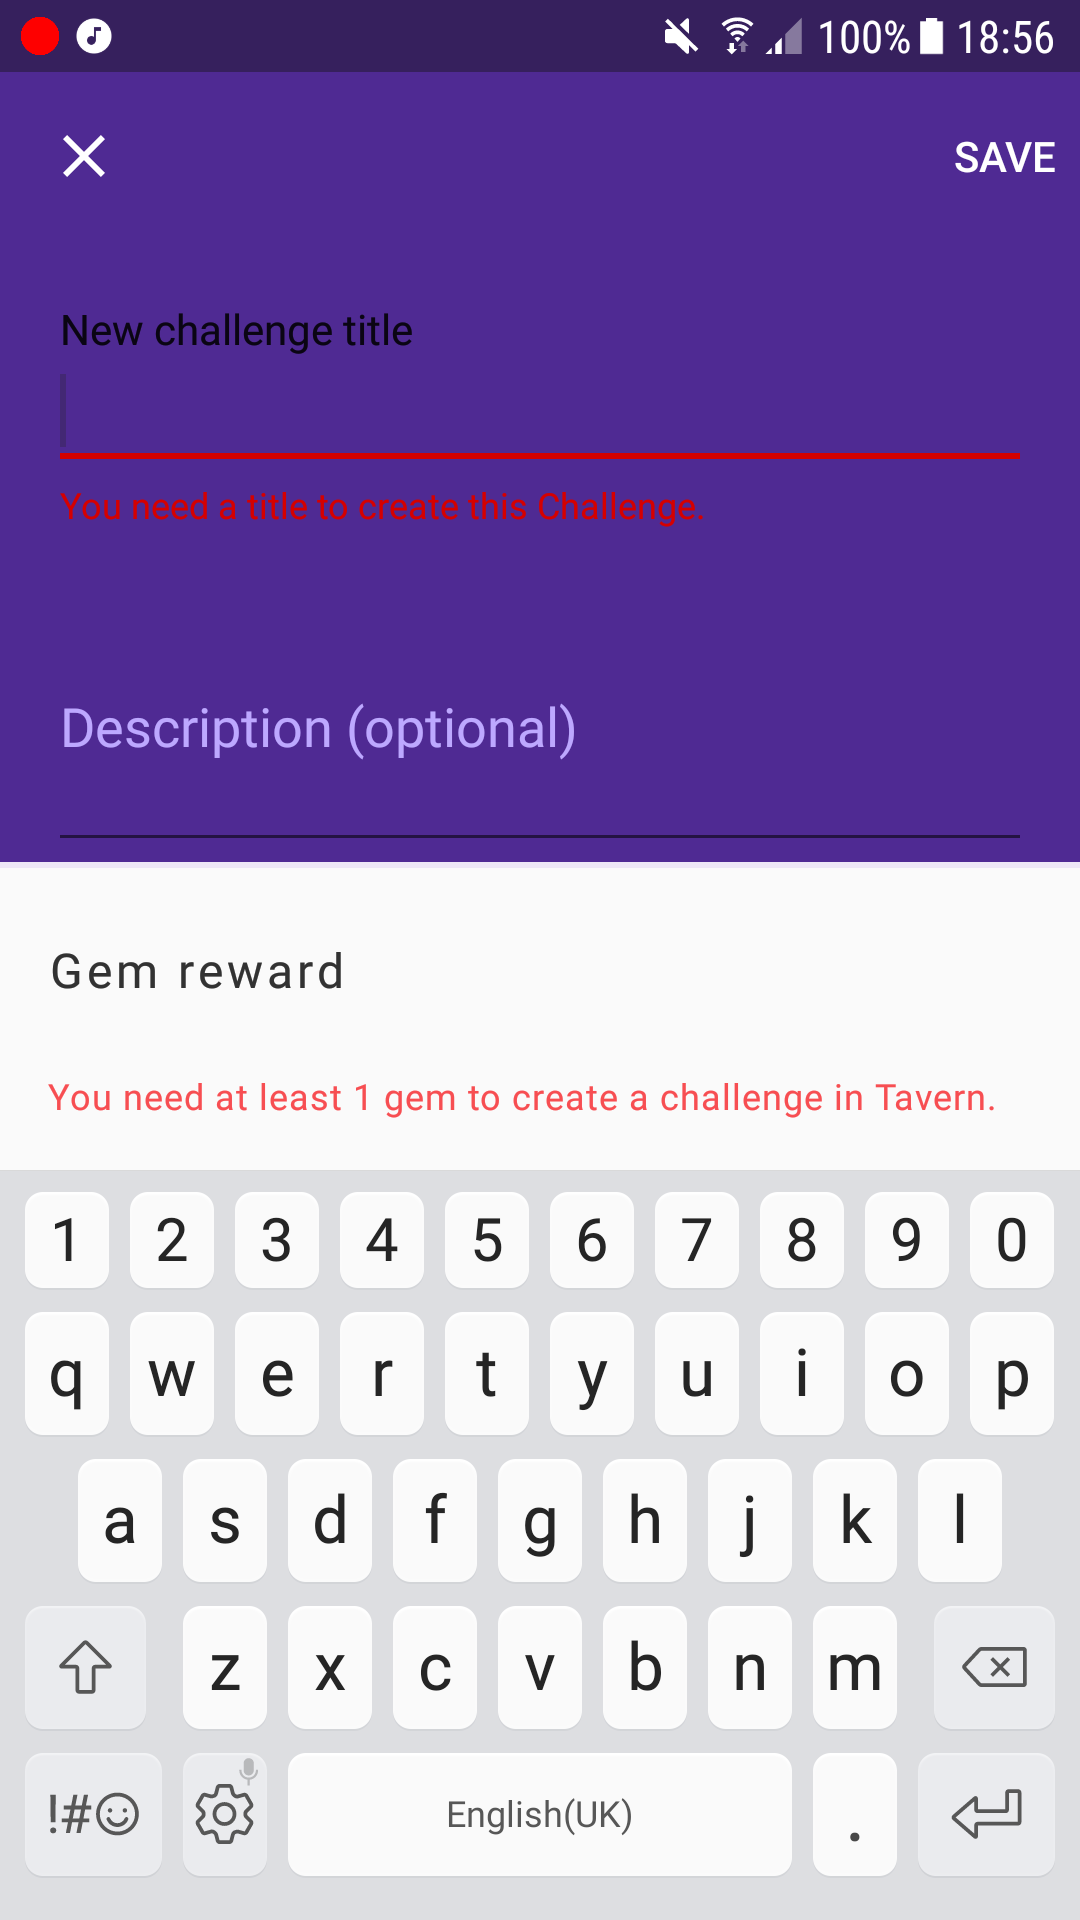 100% 18:56
SAVE
New challenge title
You need a title to create this Challenge.
Description (optional)
Gem reward
You need at least 1 gem to create a challenge in Tavern.
1 2 3 4 5 6 7 8 9 0
q w e r t y u i o p
a s d f g h j k l
z x c v b n m
!#☺ English(UK) .